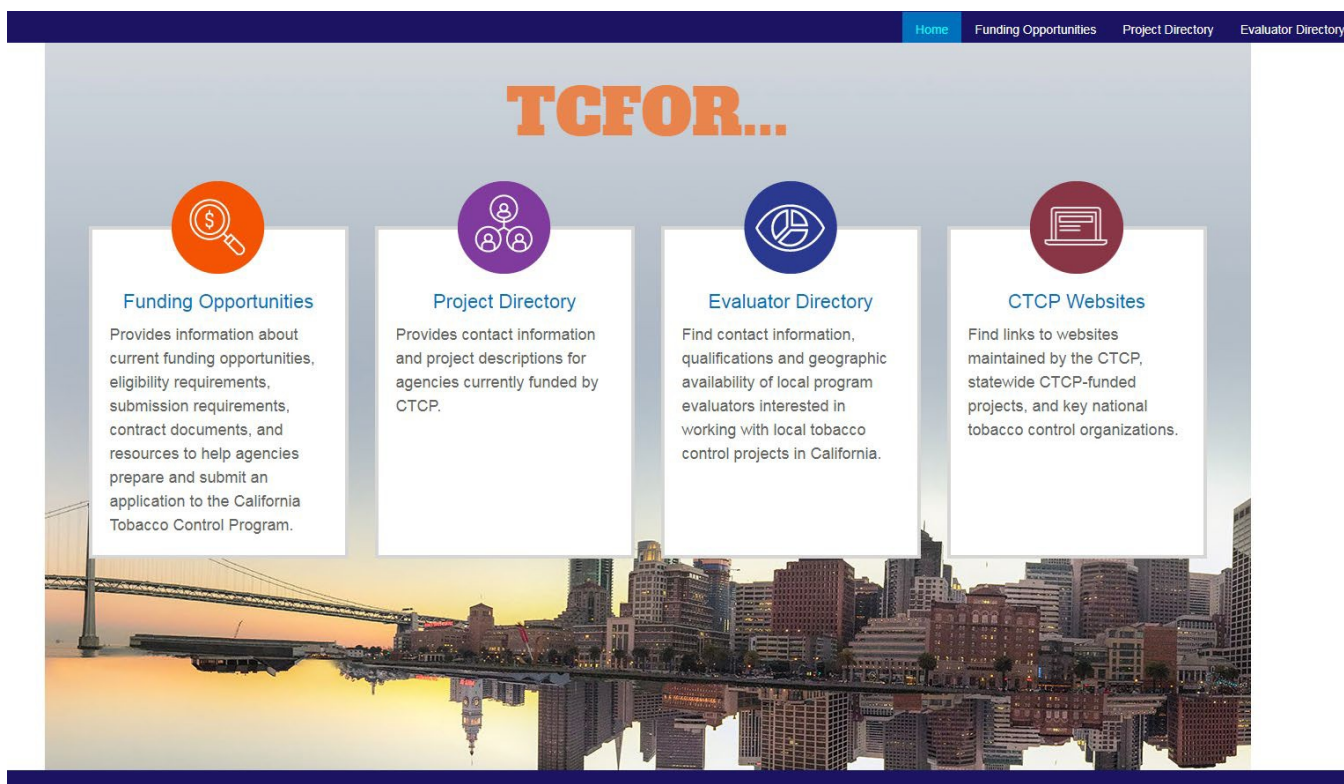 Home Funding Opportunities Project Directory Evaluator Directory
TCFOR...
$
Funding Opportunities
Provides information about
current funding opportunities,
eligibility requirements,
submission requirements,
contract documents, and
resources to help agencies
prepare and submit an
application to the California
Tobacco Control Program.
Project Directory
Provides contact information
and project descriptions for
agencies currently funded by
CTCP.
Evaluator Directory
Find contact information,
qualifications and geographic
availability of local program
evaluators interested in
working with local tobacco
control projects in California.
CTCP Websites
Find links to websites
maintained by the CTCP,
statewide CTCP-funded
projects, and key national
tobacco control organizations.